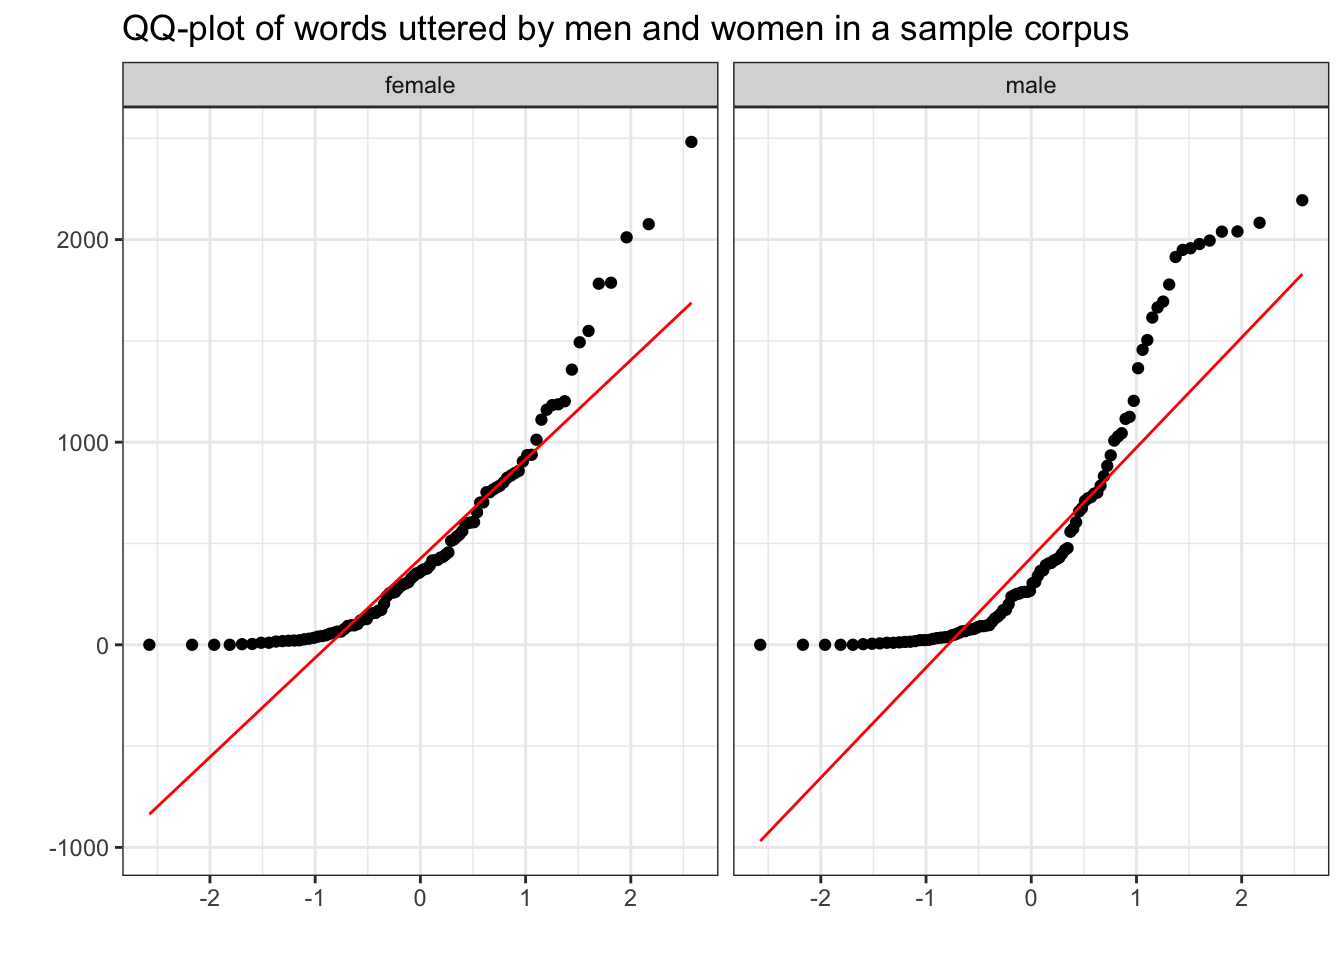 QQ-plot of words uttered by men and women in a sample corpus
female male
2000
1000
0
-1000
-2 -1 0 1 2 -2 -1 0 1 2